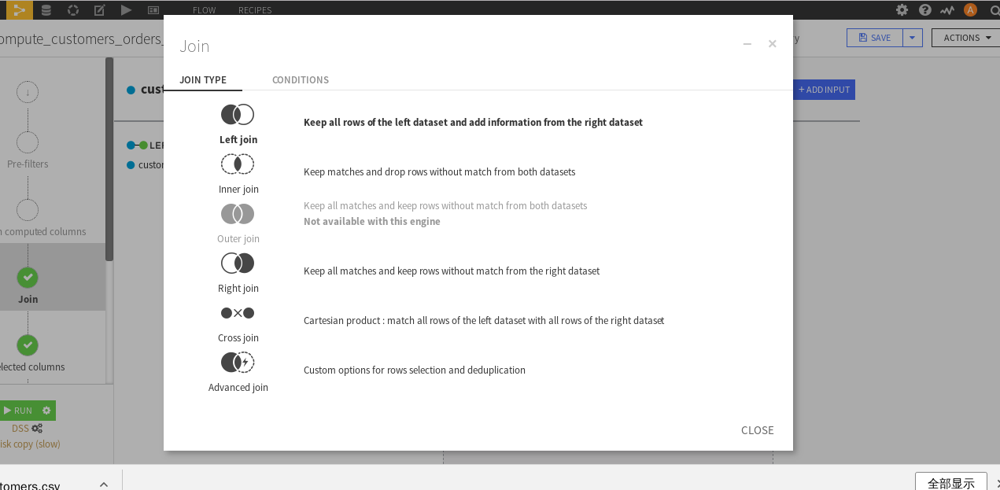 FLOW RECIPES
ompute_customers_orders_
SAVE
ACTIONS
Join
JOIN TYPE CONDITIONS
+ ADD INPUT
Left join
Keep all rows of the left dataset and add information from the right dataset
Inner join
Keep matches and drop rows without match from both datasets
Outer join
Keep all matches and keep rows without match from both datasets
Not available with this engine
Right join
Keep all matches and keep rows without match from the right dataset
Cross join
Cartesian product : match all rows of the left dataset with all rows of the right dataset
Advanced join
Custom options for rows selection and deduplication
CLOSE
cust
LEF
custon
Pre-filters
n computed columns
Join
elected columns
RUN
DSS
isk copy (slow)
tomers.csv
全部显示
A